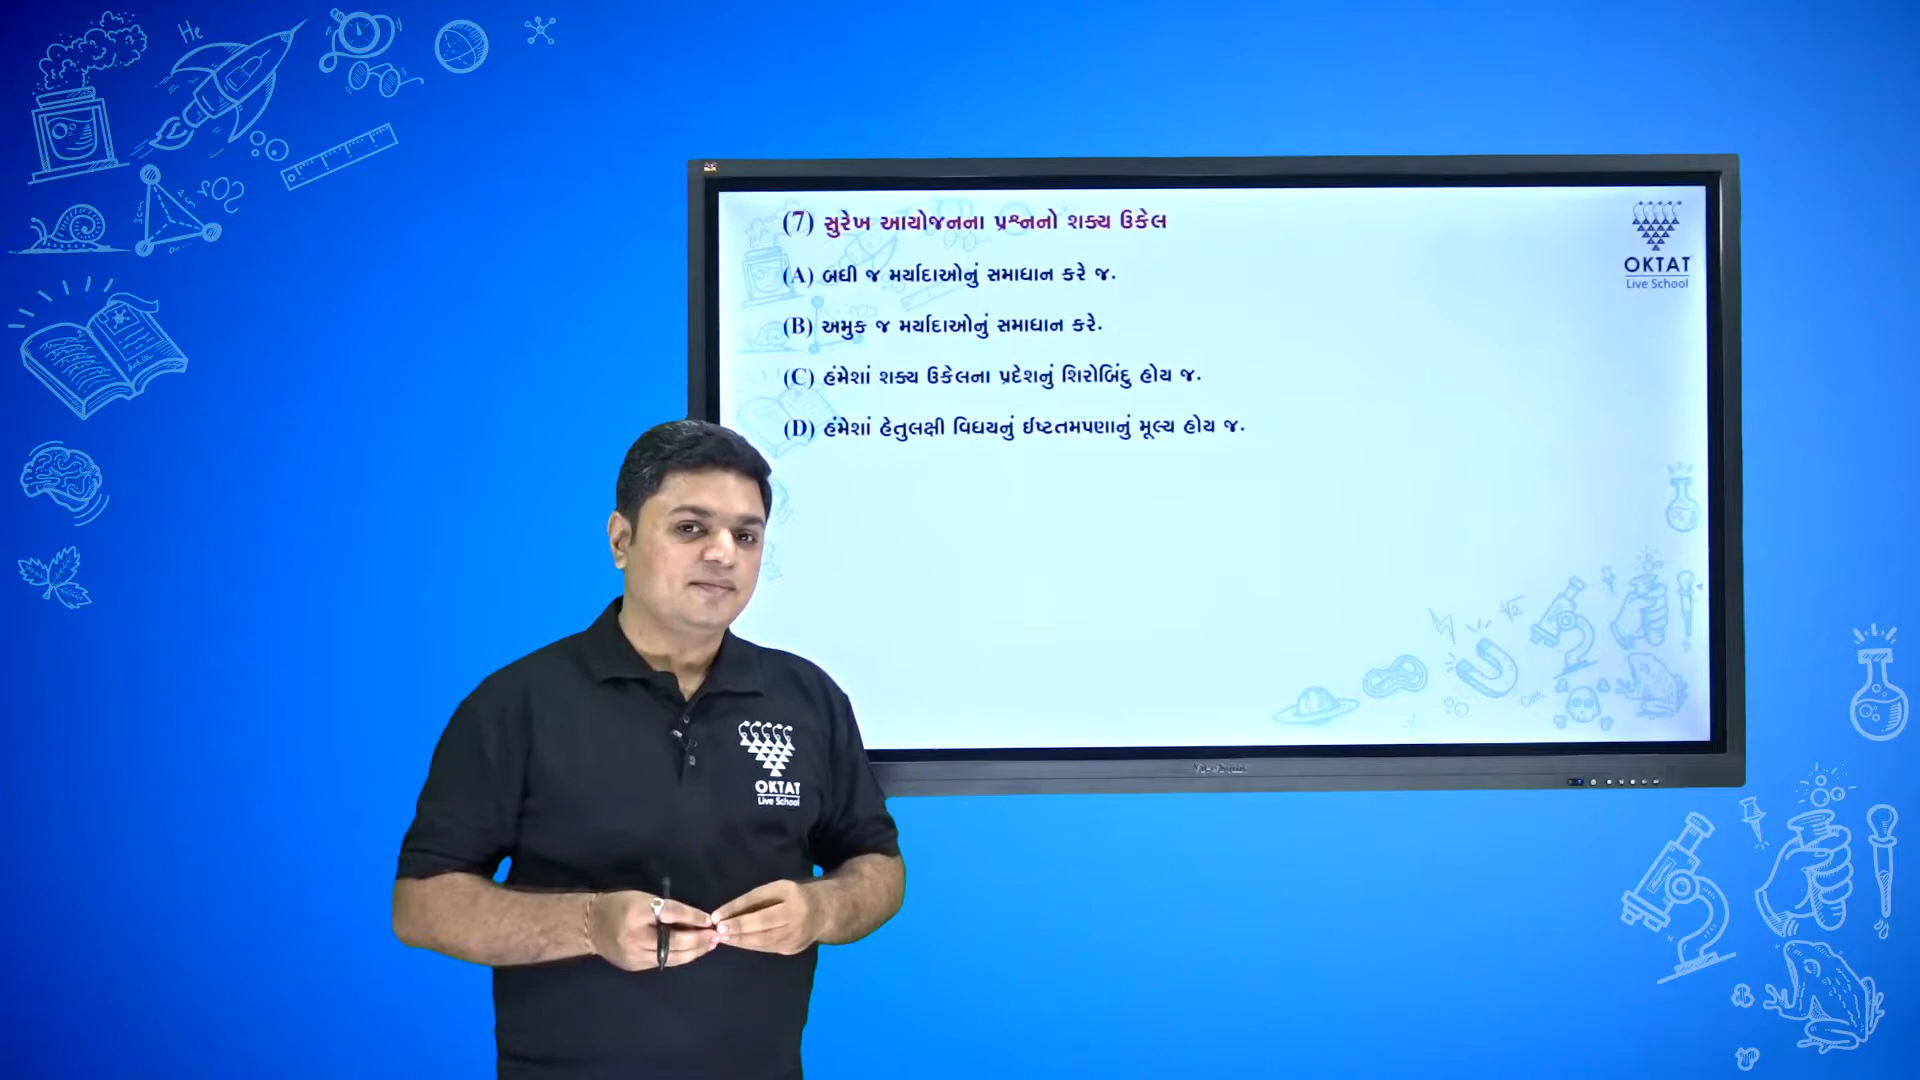 (7) સુરેખ આયોજનના પ્રશ્નનો શક્ય ઉકેલ
(A) બધી જ મર્યાદાઓનું સમાધાન કરે જ.
(B) અમુક જ મર્યાદાઓનું સમાધાન કરે.
(C) હંમેશાં શક્ય ઉકેલના પ્રદેશનું શિરોબિંદુ હોય જ.
(D) હંમેશાં હેતુલક્ષી વિધેયનું ઈષ્ટતમપણાનું મૂલ્ય હોય જ.
OKTAT
Live School
OKTAT
Live School
He